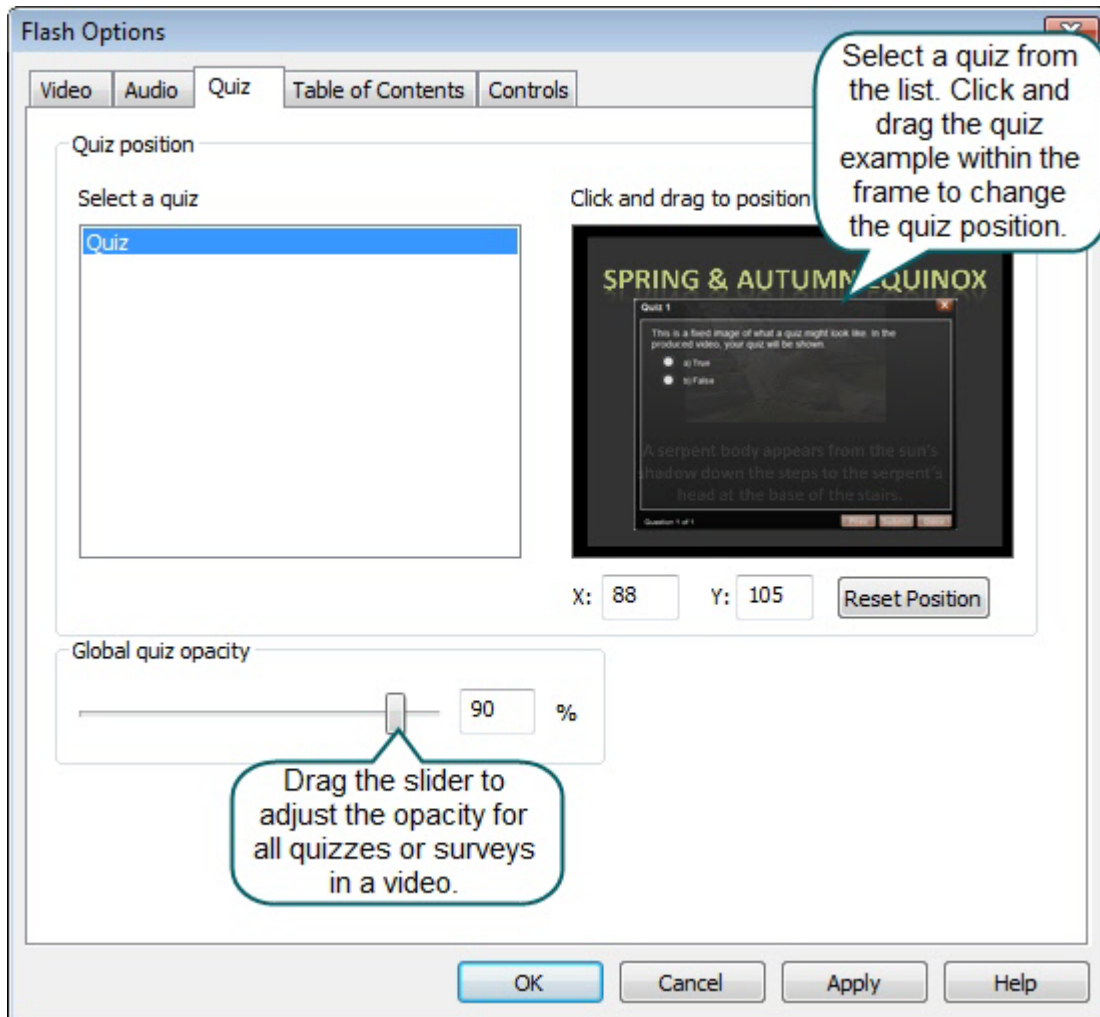 Flash Options
Video
Audio
Quiz
Table of Contents
Controls
Select a quiz from
the list. Click and
drag the quiz
example within the
frame to change
the quiz position.
Quiz position
Select a quiz
Click and drag to position
Quiz
SPRING & AUTUMN EQUINOX
Quiz 1
This is a fixed image of what a quiz might look like. In the
produced video, your quiz will be shown.
a) True
b) False
A serpent body appears from the sun's
shadow down the steps to the serpent's
head at the base of the stairs.
Question 1 of 1
Prev
Submit
X: 88
Y: 105
Reset Position
Global quiz opacity
90 %
Drag the slider to
adjust the opacity for
all quizzes or surveys
in a video.
OK
Cancel
Apply
Help